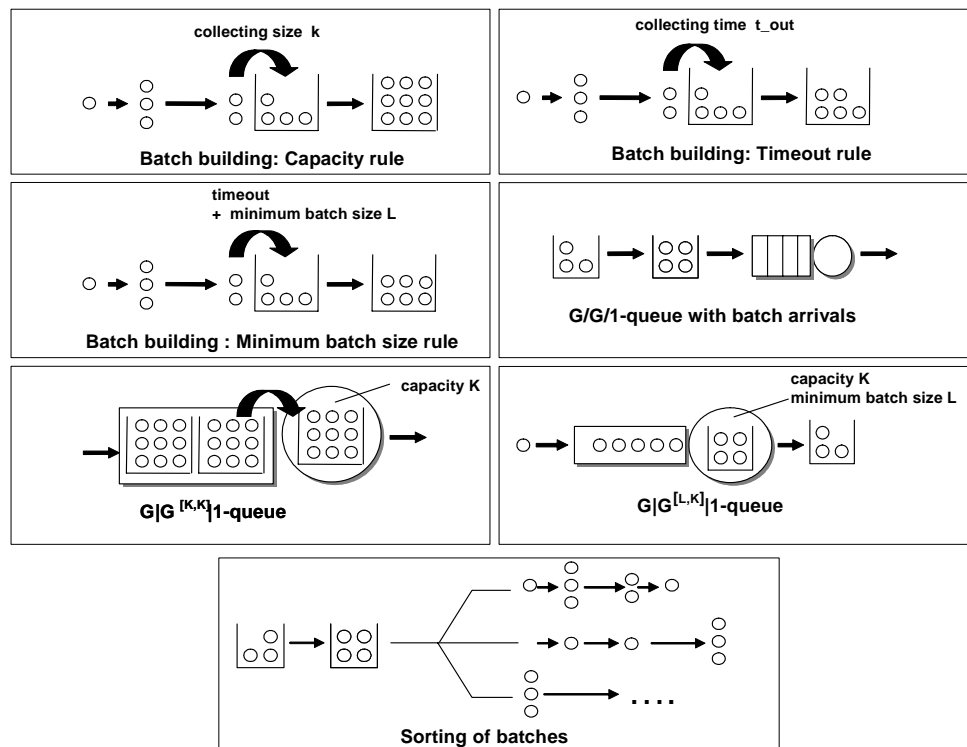 collecting size k
Batch building: Capacity rule
collecting time t_out
Batch building: Timeout rule
timeout
+ minimum batch size L
Batch building : Minimum batch size rule
G/G/1-queue with batch arrivals
capacity K
G|G [K,K]|1-queue
capacity K
minimum batch size L
G|G[L,K]|1-queue
. . . .
Sorting of batches